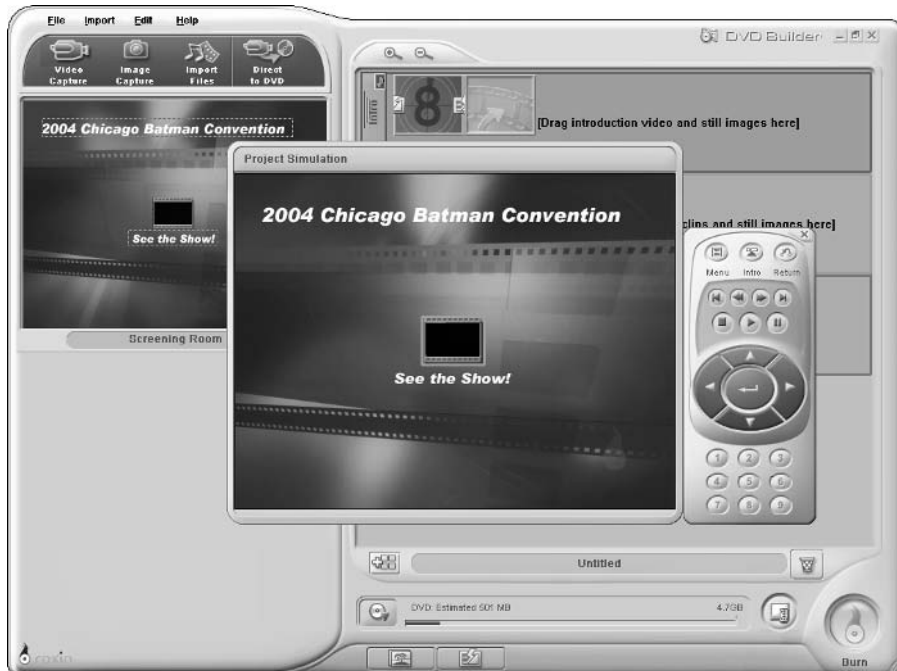 File Import Edit Help
DVD Builder
Video Capture
Image Capture
Import Files
Direct to DVD
2004 Chicago Batman Convention
See the Show!
Screening Room
Intro
8
[Drag introduction video and still images here]
clips and still images here]
Project Simulation
2004 Chicago Batman Convention
See the Show!
Menu Intro Return
1 2 3
4 5 6
7 8 9
Untitled
DVD: Estimated 501 MB
4.7GB
Burn
roxio